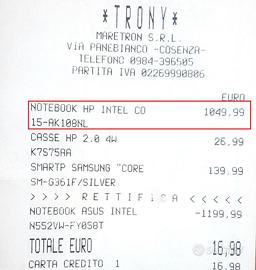 *TRONY*
MARETRON S.R.L.
VIA PANEBIANCO -COSENZA-
TELEFONO 0984-396505
PARTITA IVA 02269990806
EURO
NOTEBOOK HP INTEL CO 1049,99
15-AK108NL
CASSE HP 2.0 4W 26,99
K7S75AA
SMARTP SAMSUNG "CORE 139,99
SM-G361F/SILVER
> > > > R E T T I F I C A < < < < <
NOTEBOOK ASUS INTEL -1199,99
N552VW-FY058T
TOTALE EURO 16,98
CARTA CREDITO 1 16,98